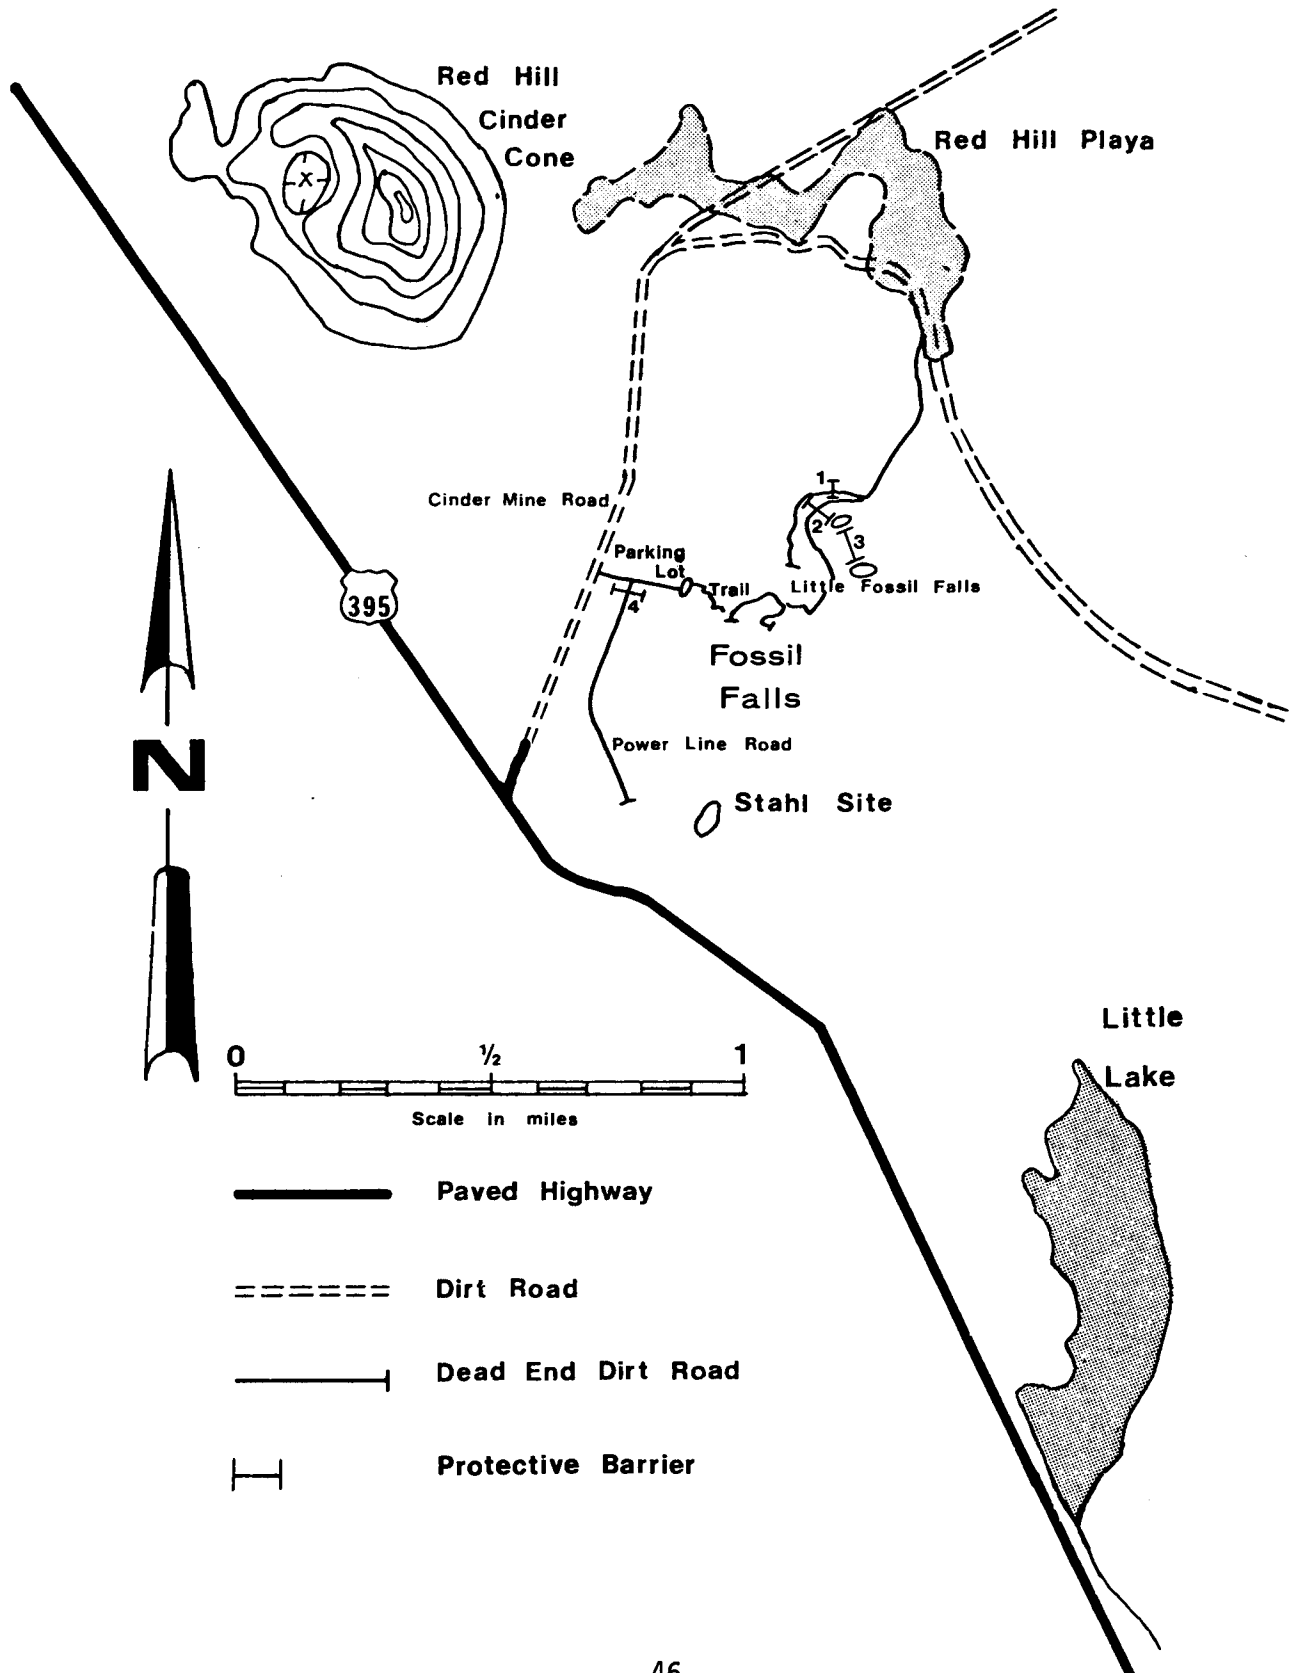 Red Hill
Cinder
Cone
Red Hill Playa
Cinder Mine Road
1
2
3
Parking
Lot
Trail
Little Fossil Falls
4
395
Fossil
Falls
Power Line Road
N
Stahl Site
Little
Lake
0 ½ 1
Scale in miles
Paved Highway
Dirt Road
Dead End Dirt Road
Protective Barrier
46